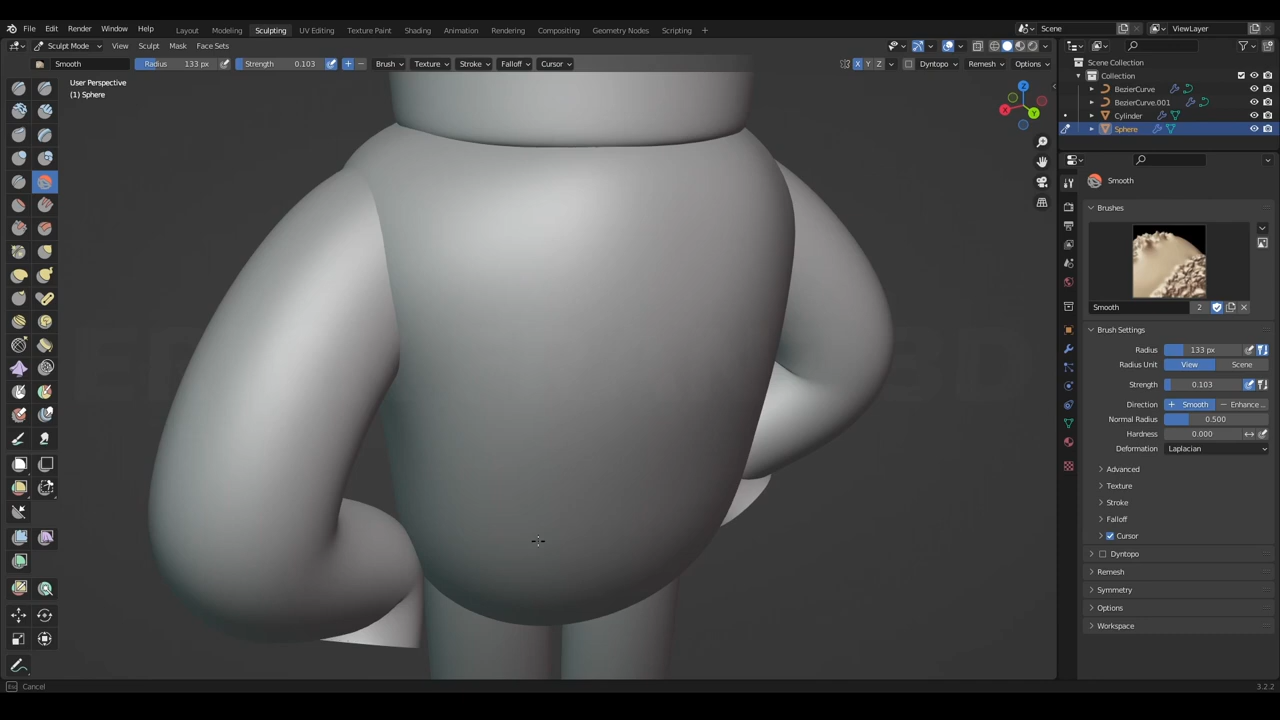 File Edit Render Window Help Layout Modeling Sculpting UV Editing Texture Paint Shading Animation Rendering Compositing Geometry Nodes Scripting + Scene ViewLayer
Sculpt Mode View Sculpt Mask Face Sets
Smooth Radius 133 px Strength 0.103 Brush Texture Stroke Falloff Cursor X Y Z Dyntopo Remesh Options
User Perspective
(1) Sphere
X
Y
Z
Scene Collection
Collection
BezierCurve
BezierCurve.001
Cylinder
Sphere
Smooth
Brushes
Smooth 2
Brush Settings
Radius 133 px
Radius Unit View Scene
Strength 0.103
Direction + Smooth − Enhance ...
Normal Radius 0.500
Hardness 0.000
Deformation Laplacian
Advanced
Texture
Stroke
Falloff
Cursor
Dyntopo
Remesh
Symmetry
Options
Workspace
Cancel
3.2.2